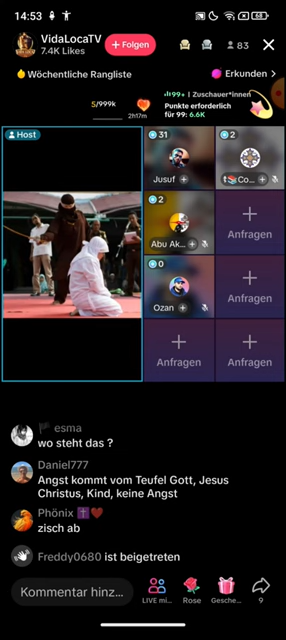 14:53
68
VidaLocaTV
7.4K Likes
+ Folgen
83
Wöchentliche Rangliste
Erkunden >
5/999k
2h17m
99+ | Zuschauer*innen
Punkte erforderlich
für 99: 6.6K
Host
31
Jusuf
2
Co...
2
Abu Ak...
Anfragen
0
Ozan
Anfragen
Anfragen
Anfragen
esma
wo steht das ?
Daniel777
Angst kommt vom Teufel Gott, Jesus
Christus, Kind, keine Angst
Phönix ✝️❤️
zisch ab
Freddy0680 ist beigetreten
Kommentar hinz...
LIVE mi...
Rose
Gesche...
9